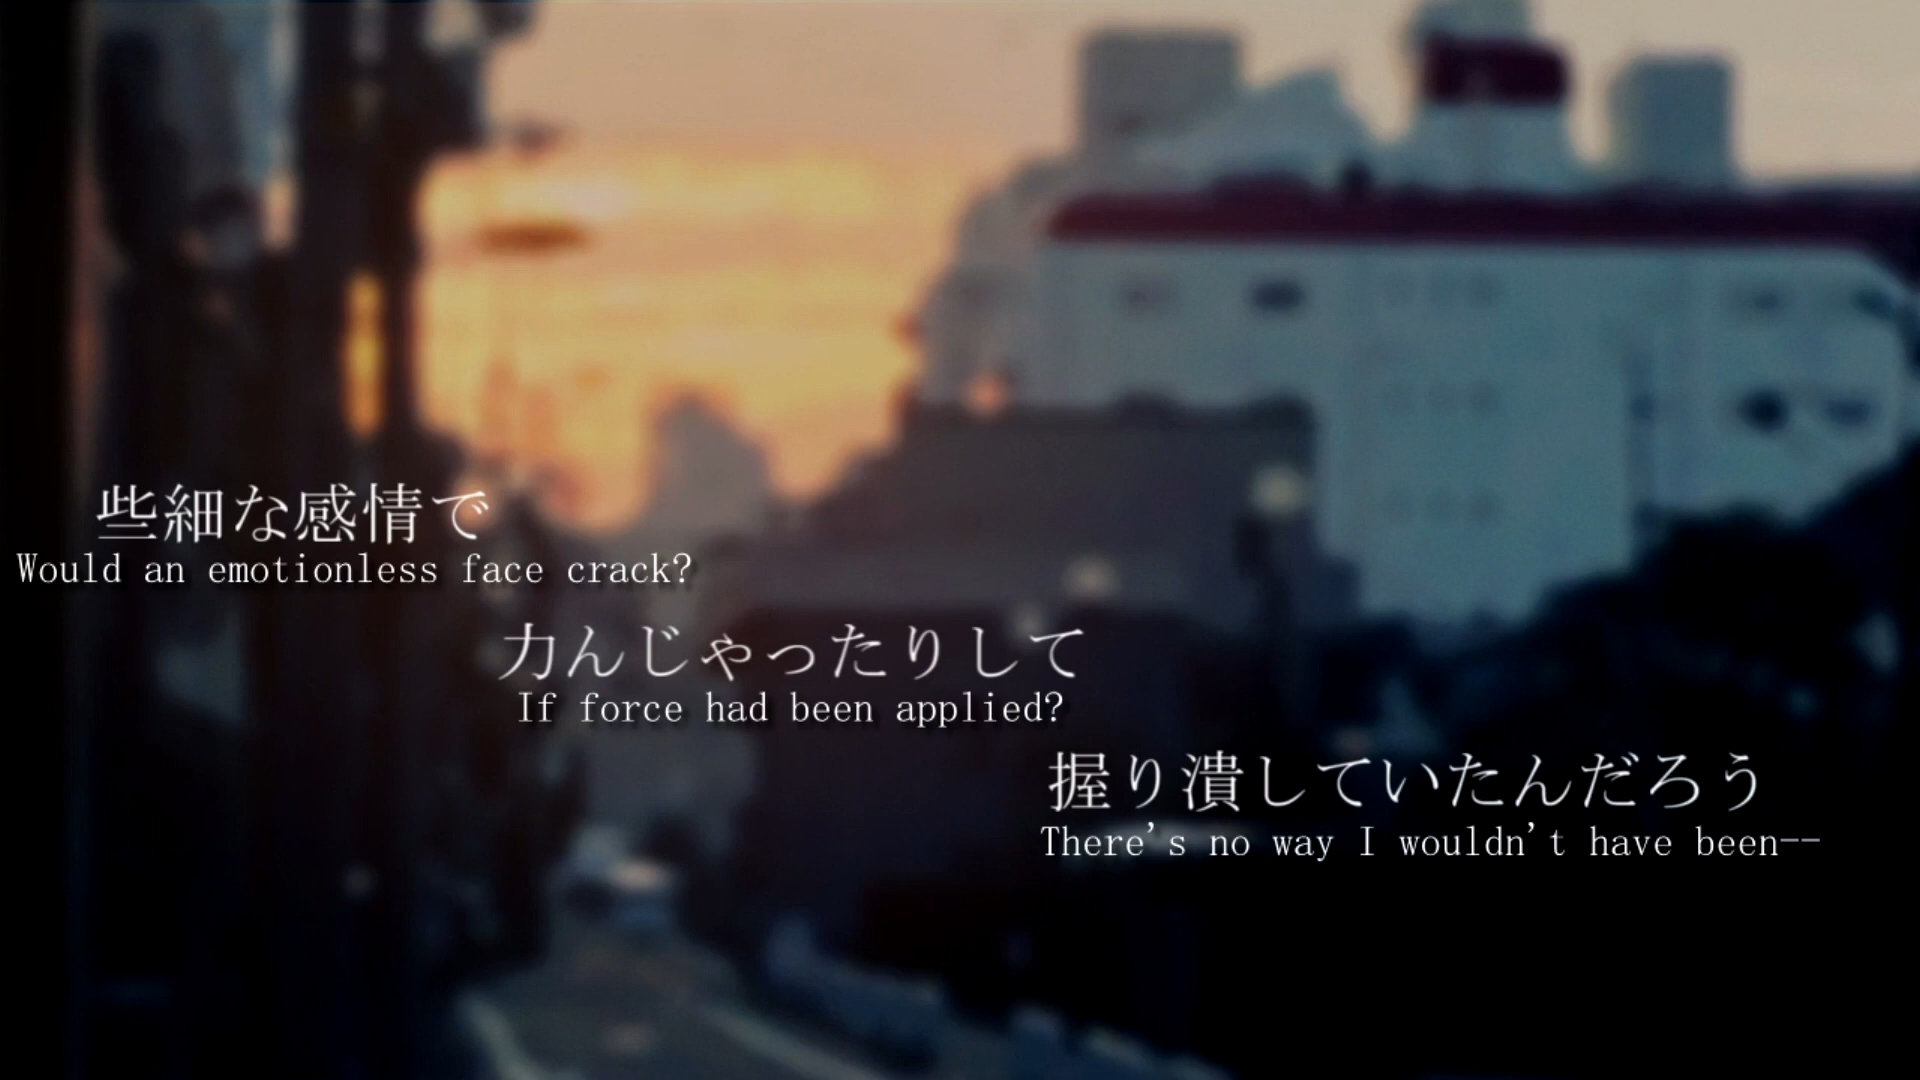 些細な感情で
Would an emotionless face crack?
力んじゃったりして
If force had been applied?
握り潰していたんだろう
There's no way I wouldn't have been--